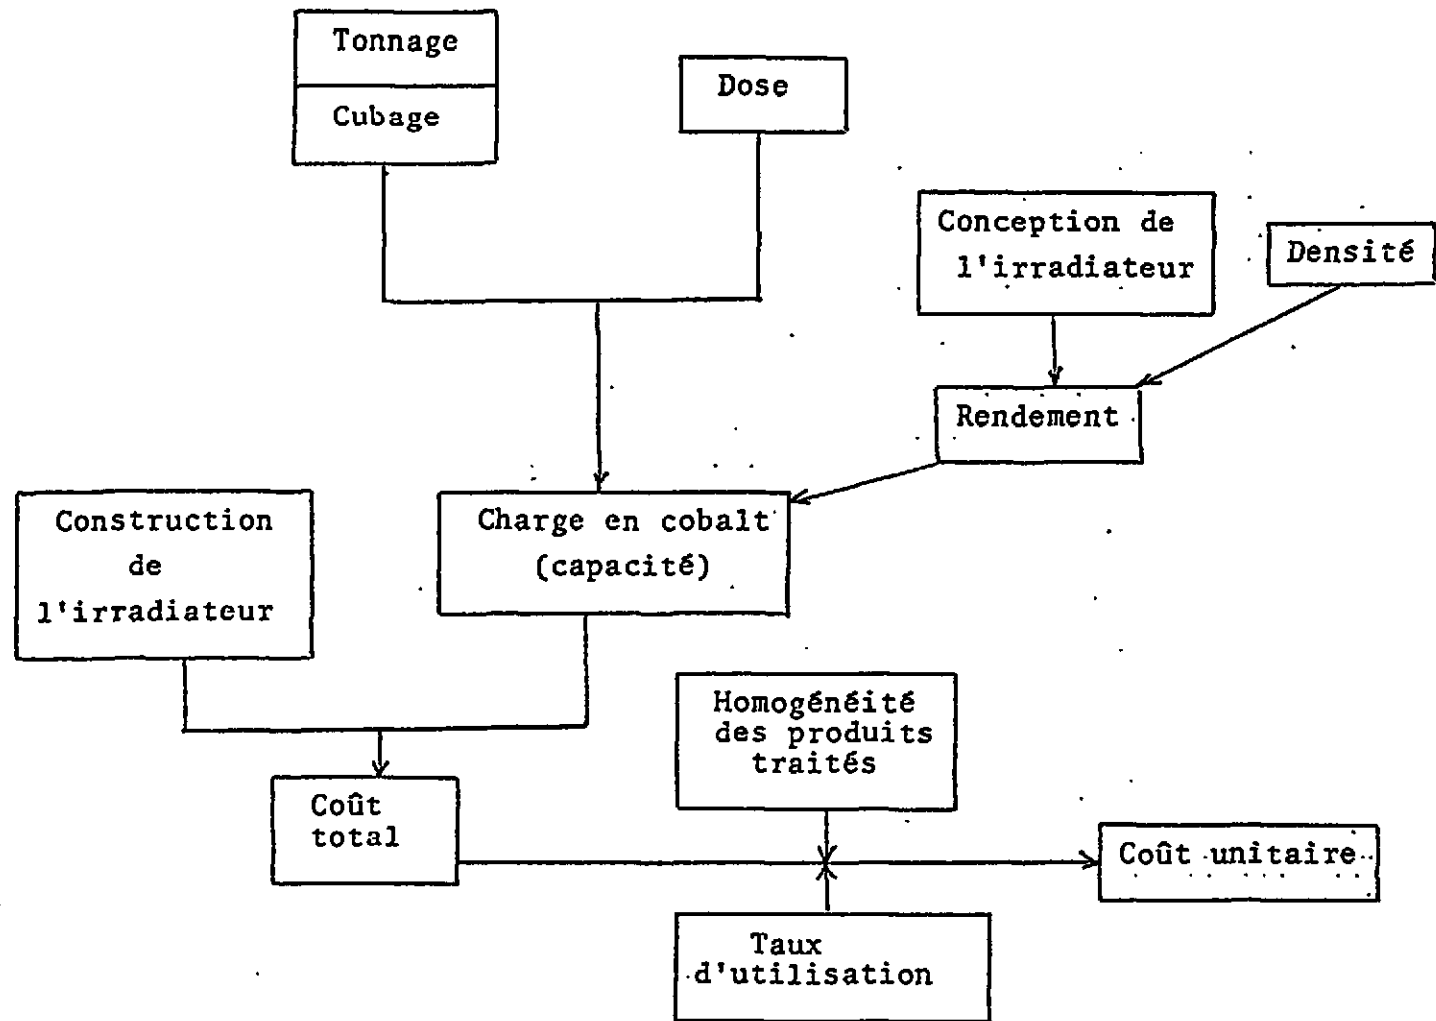 Tonnage
Cubage
Dose
Conception de
l'irradiateur
Densité
Rendement
Construction
de
l'irradiateur
Charge en cobalt
(capacité)
Homogénéité
des produits
traités
Coût
total
Coût unitaire
Taux
d'utilisation